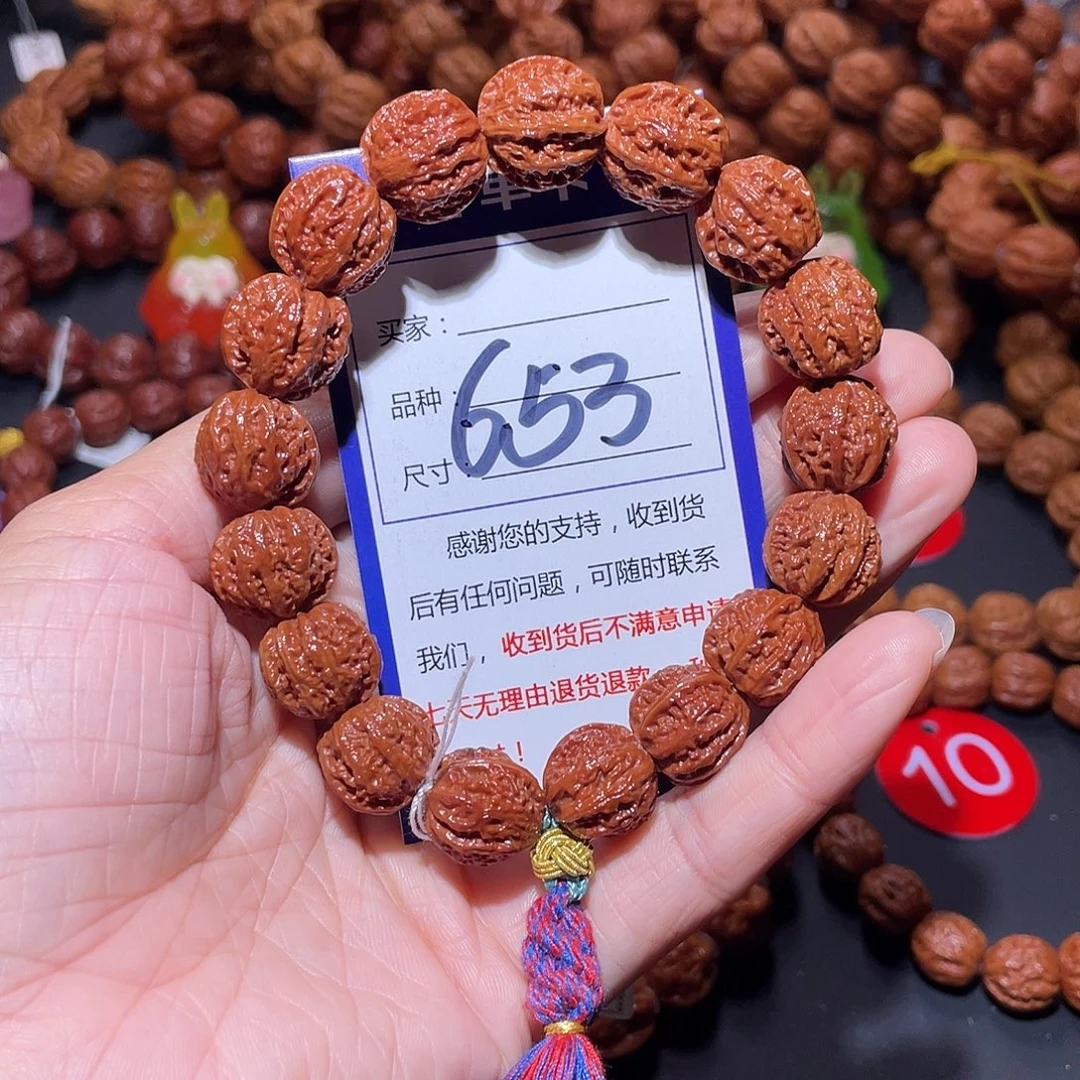 买家：
品种：
653
尺寸：
感谢您的支持，收到货
后有任何问题，可随时联系
我们，收到货后不满意申请
七天无理由退货退款
！
10